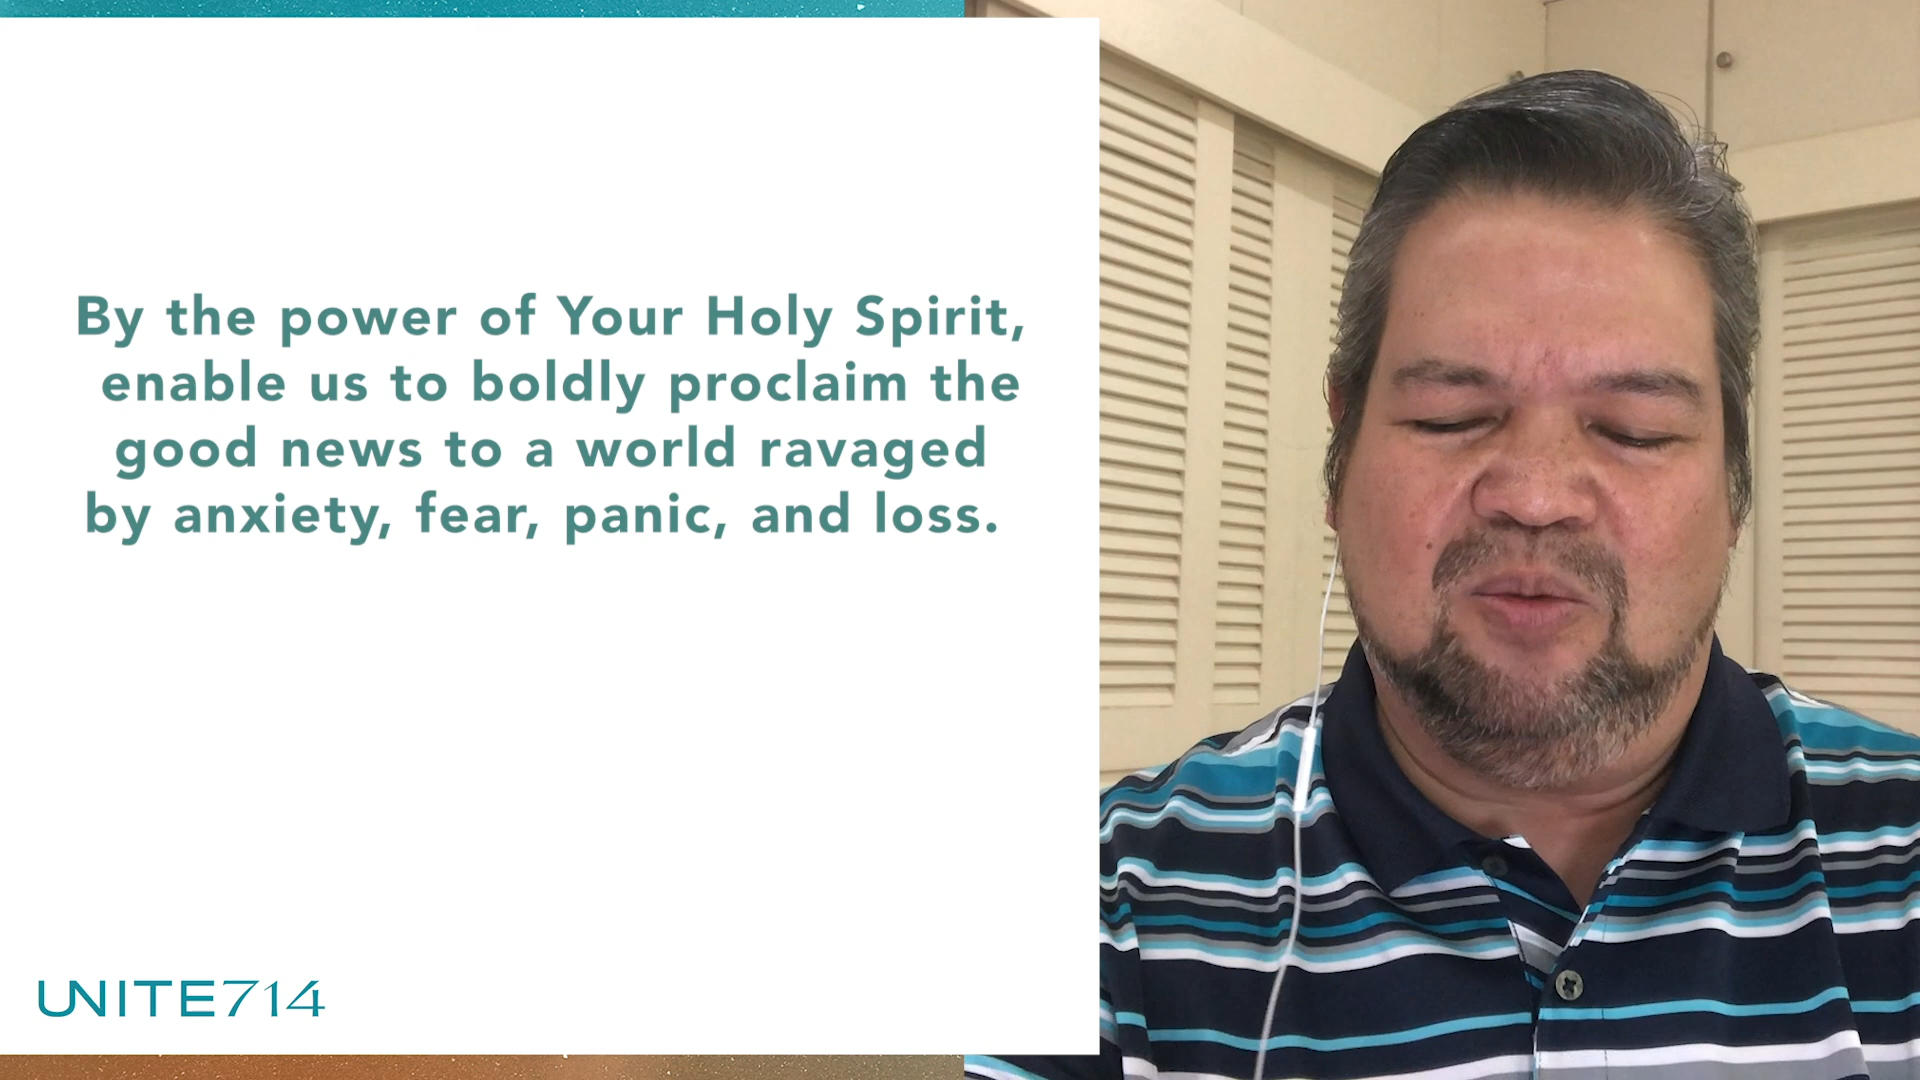 By the power of Your Holy Spirit,
enable us to boldly proclaim the
good news to a world ravaged
by anxiety, fear, panic, and loss.
UNITE714